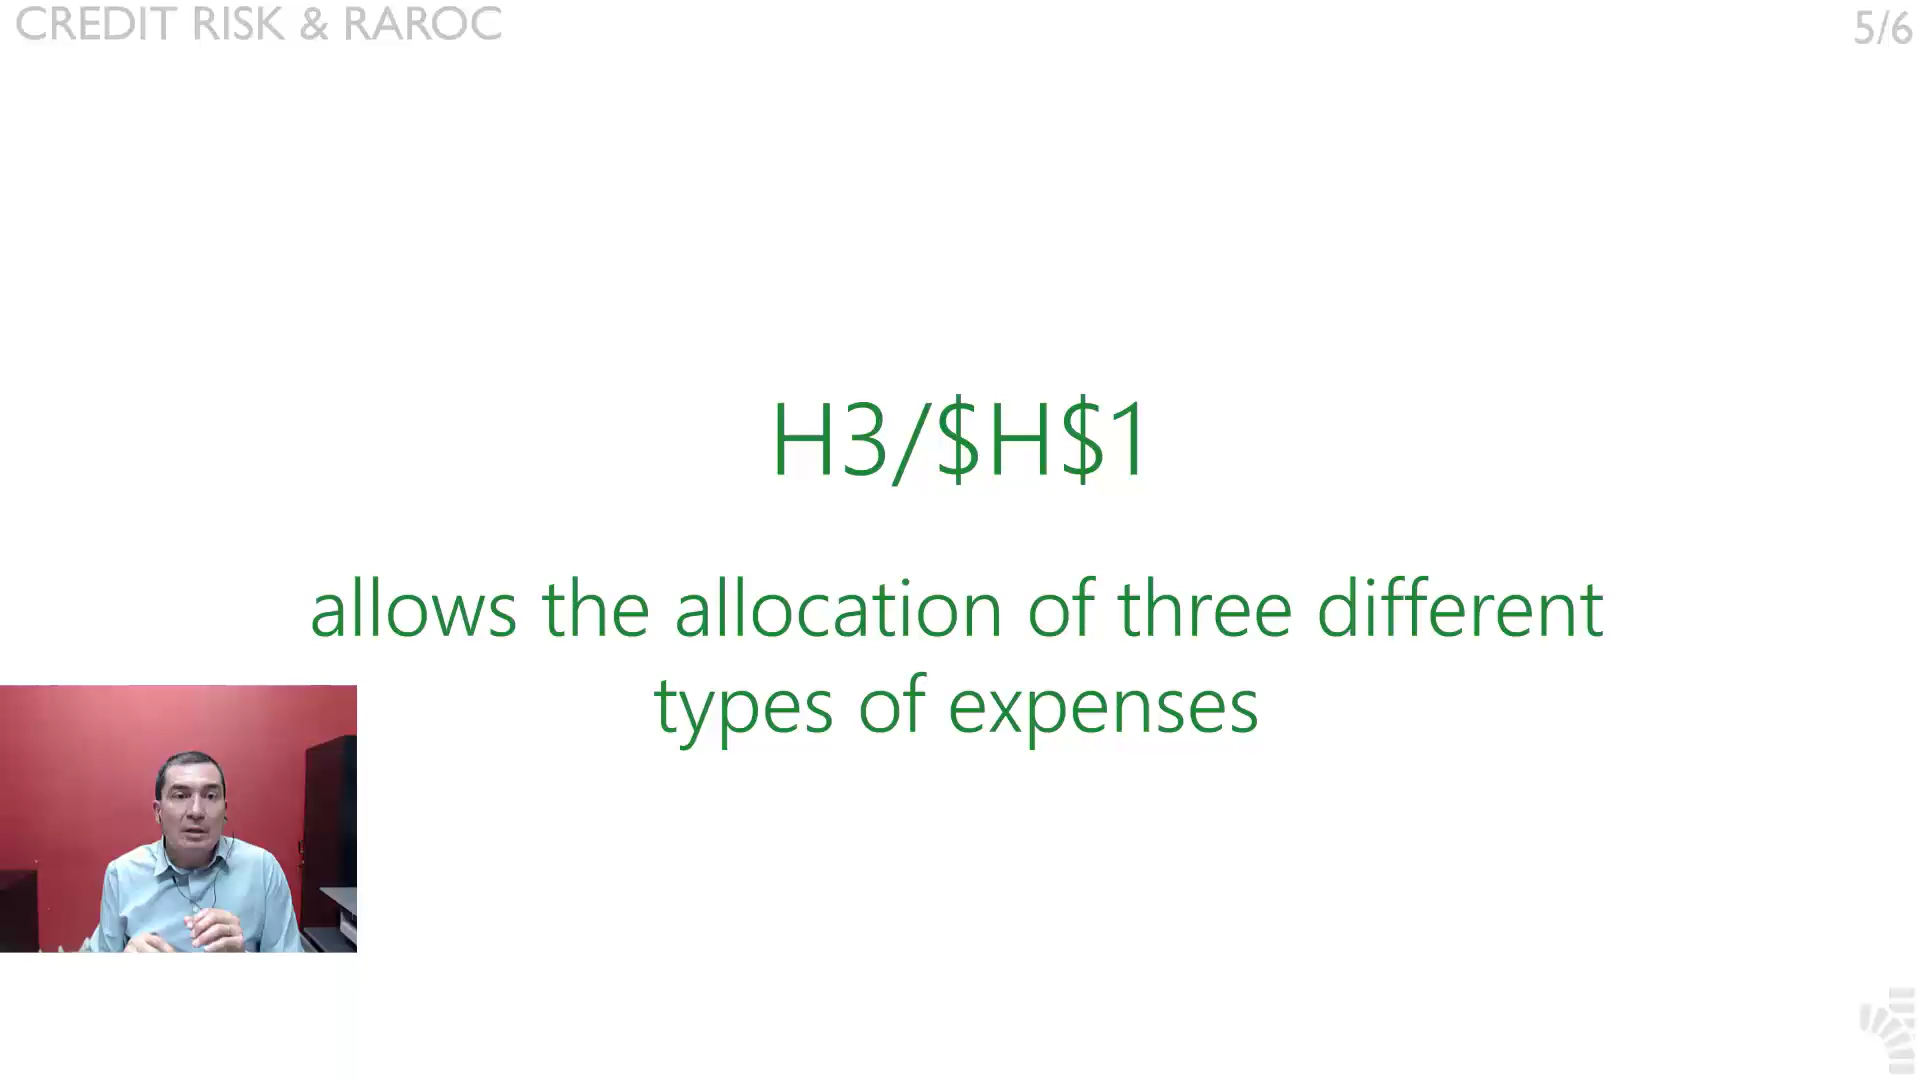 CREDIT RISK & RAROC
5/6
H3/$H$1
allows the allocation of three different
types of expenses